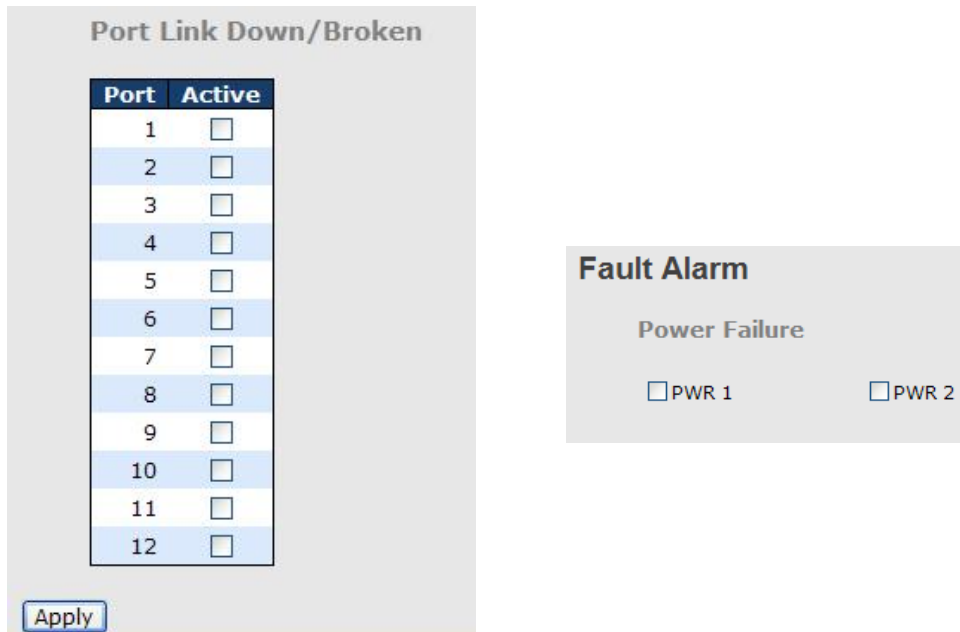 Port Link Down/Broken
Port Active
1
2
3
4
5
6
7
8
9
10
11
12
Apply
Fault Alarm
Power Failure
PWR 1 PWR 2